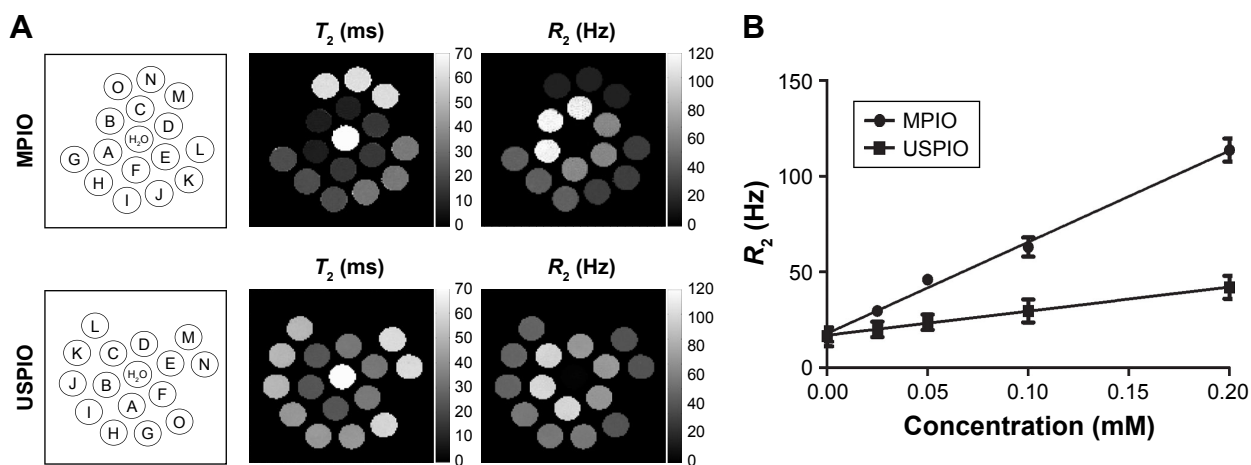 A
T2 (ms)
R2 (Hz)
MPIO
O N M C B D H2O G A E L F H K I J
70 60 50 40 30 20 10 0
120 100 80 60 40 20 0
T2 (ms)
R2 (Hz)
USPIO
L M K C D E N H2O J B F I A H G O
70 60 50 40 30 20 10 0
120 100 80 60 40 20 0
B
150
100
50
0
R2 (Hz)
MPIO
USPIO
0.00 0.05 0.10 0.15 0.20
Concentration (mM)